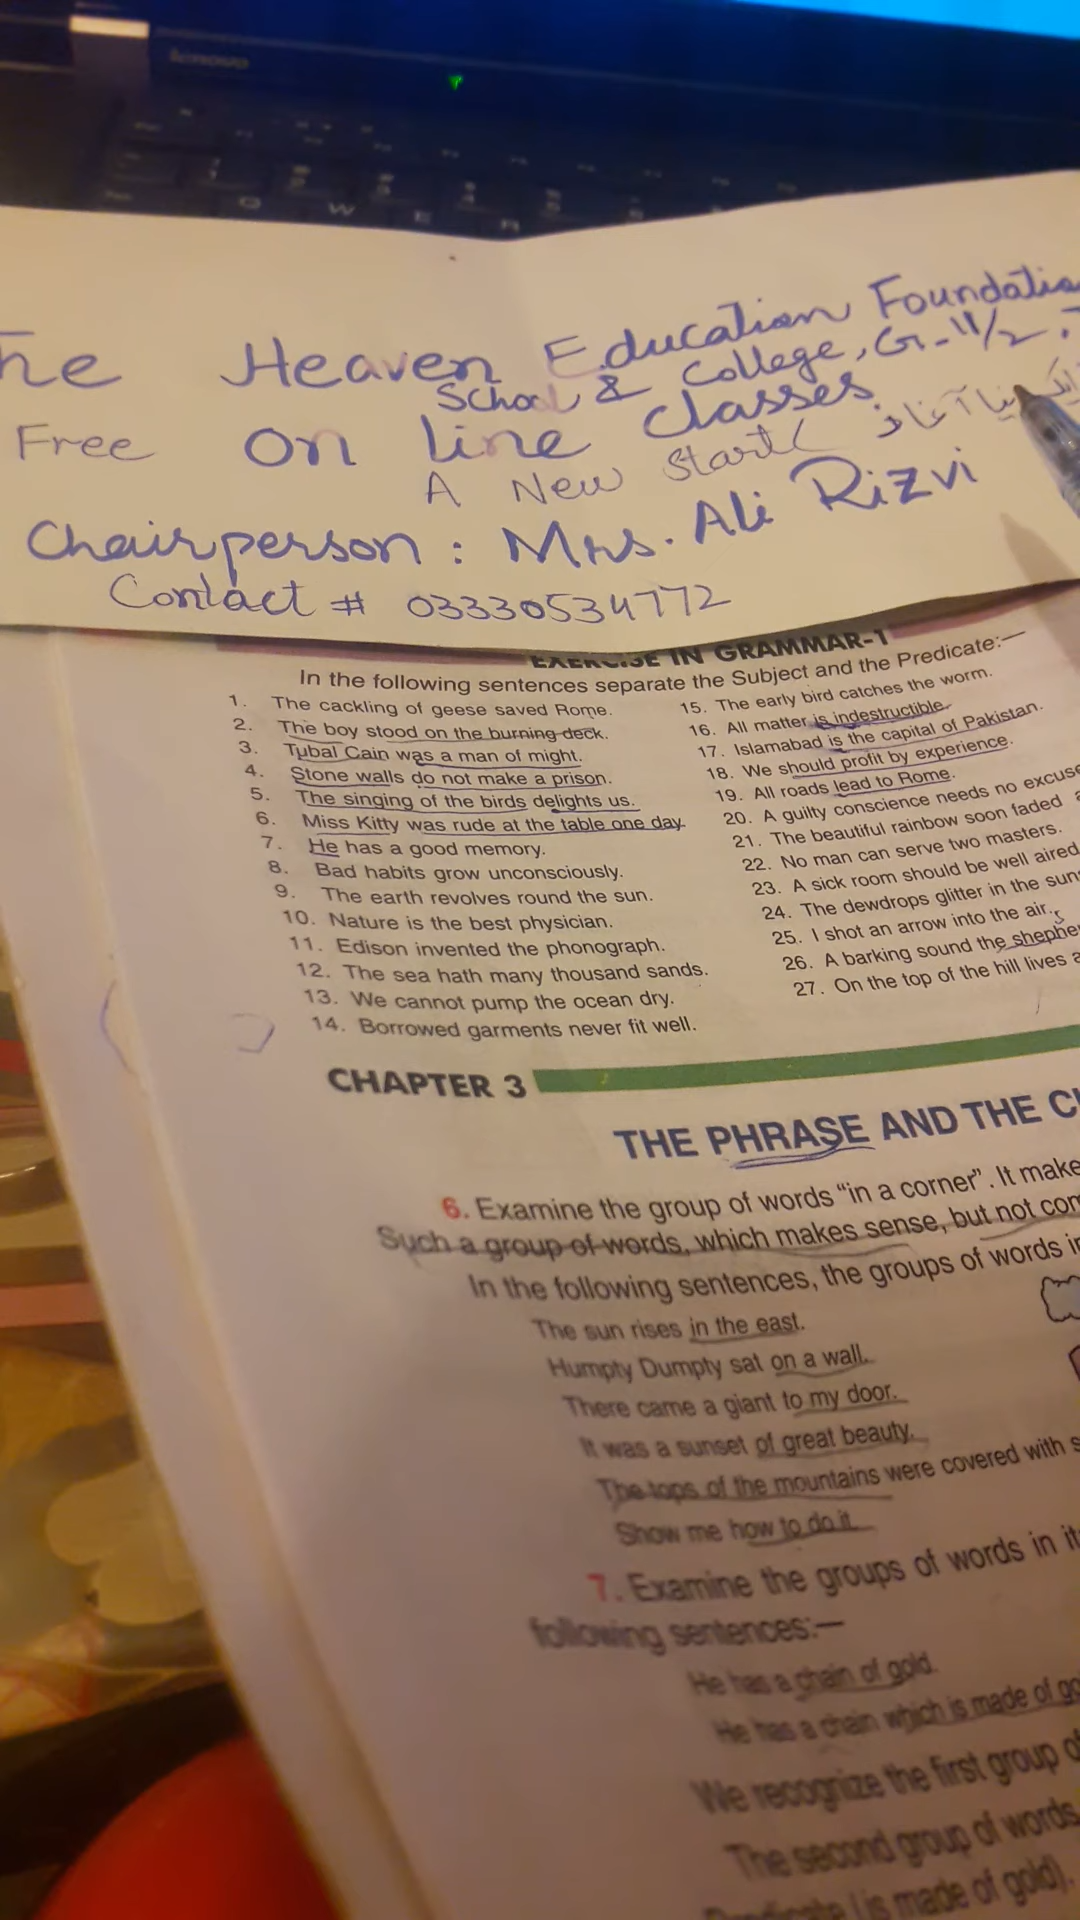 lenovo
Q W E R
The Heaven Education Foundation
School & College, G-11/2
Free On line Classes.
A New Start ایک نیا آغاز
Chairperson : Mrs. Ali Rizvi
Contact # 03330534772
EXERCISE IN GRAMMAR-1
In the following sentences separate the Subject and the Predicate:—
1. The cackling of geese saved Rome.
2. The boy stood on the burning deck.
3. Tubal Cain was a man of might.
4. Stone walls do not make a prison.
5. The singing of the birds delights us.
6. Miss Kitty was rude at the table one day.
7. He has a good memory.
8. Bad habits grow unconsciously.
9. The earth revolves round the sun.
10. Nature is the best physician.
11. Edison invented the phonograph.
12. The sea hath many thousand sands.
13. We cannot pump the ocean dry.
14. Borrowed garments never fit well.
15. The early bird catches the worm.
16. All matter is indestructible.
17. Islamabad is the capital of Pakistan.
18. We should profit by experience.
19. All roads lead to Rome.
20. A guilty conscience needs no excuse
21. The beautiful rainbow soon faded a
22. No man can serve two masters.
23. A sick room should be well aired
24. The dewdrops glitter in the sun
25. I shot an arrow into the air.
26. A barking sound the shephe
27. On the top of the hill lives a
CHAPTER 3
THE PHRASE AND THE CL
6. Examine the group of words “in a corner”. It make
Such a group of words, which makes sense, but not com
In the following sentences, the groups of words in
The sun rises in the east.
Humpty Dumpty sat on a wall.
There came a giant to my door.
It was a sunset of great beauty.
The tops of the mountains were covered with s
Show me how to do it.
7. Examine the groups of words in it
following sentences:—
He has a chain of gold.
He has a chain which is made of go
We recognize the first group of
The second group of words,
Predicate (is made of gold).